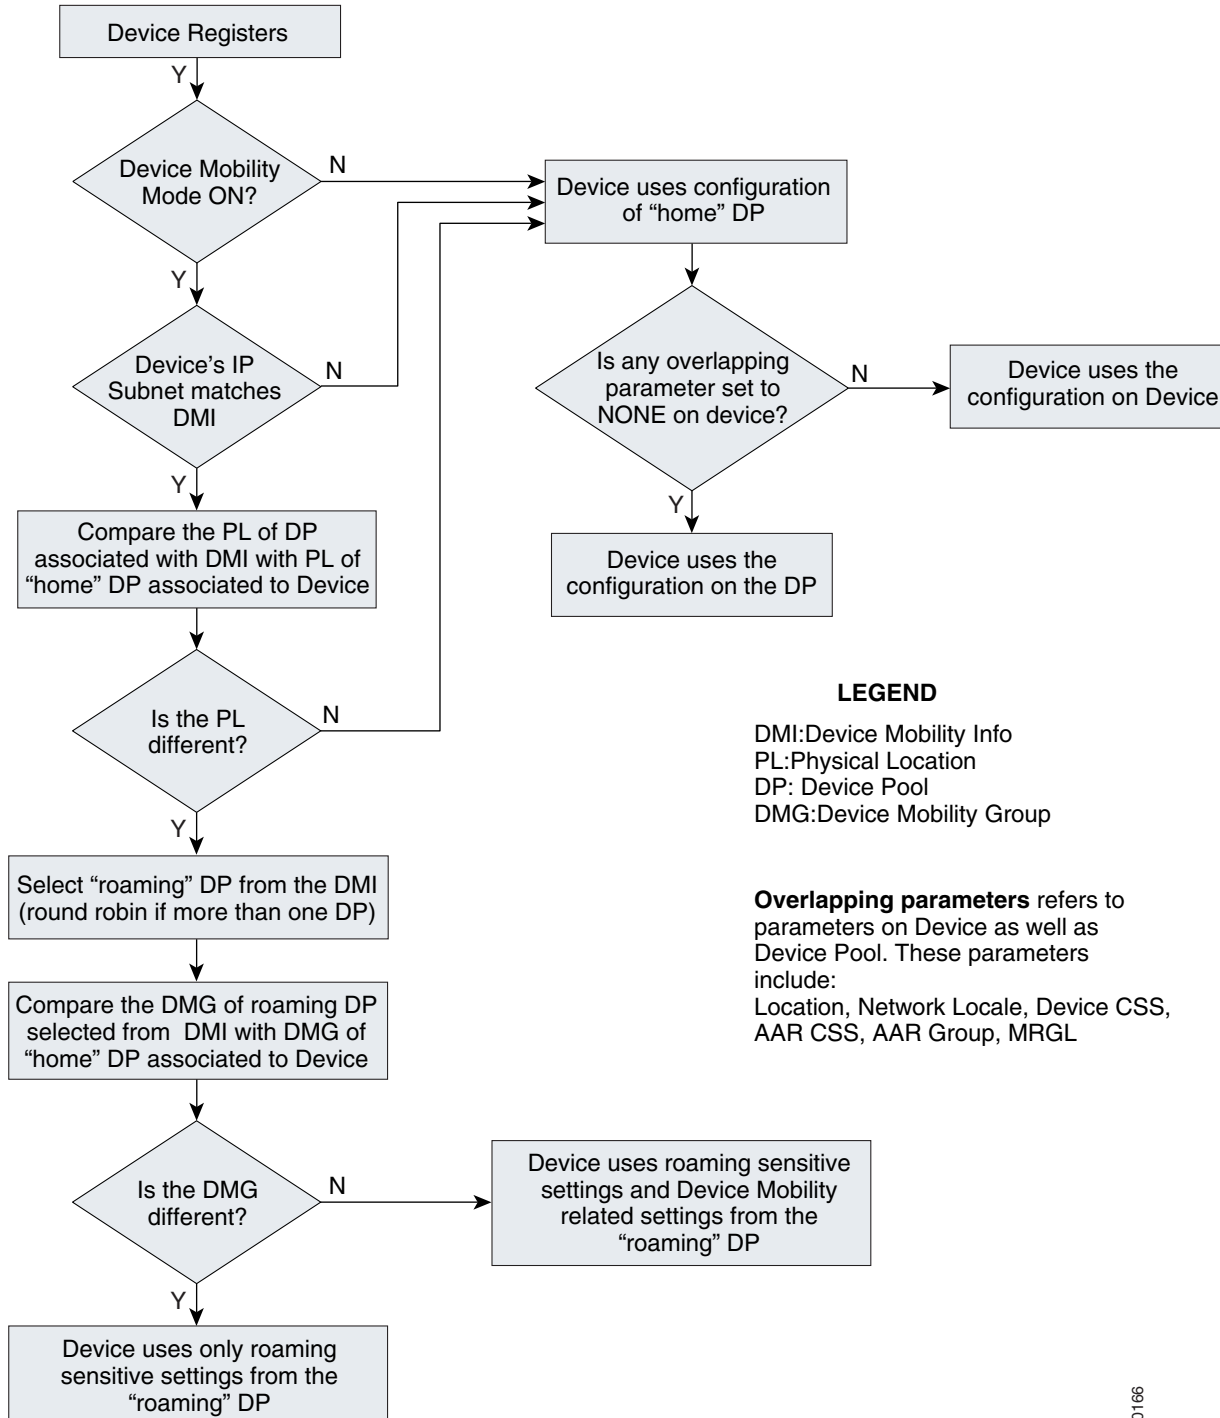 Device Registers
Y
Device Mobility
Mode ON?
N
Device uses configuration
of “home” DP
Y
Device's IP
Subnet matches
DMI
N
Is any overlapping
parameter set to
NONE on device?
N
Device uses the
configuration on Device
Y
Compare the PL of DP
associated with DMI with PL of
“home” DP associated to Device
Y
Device uses the
configuration on the DP
Is the PL
different?
N
LEGEND
DMI:Device Mobility Info
PL:Physical Location
DP: Device Pool
DMG:Device Mobility Group
Y
Select “roaming” DP from the DMI
(round robin if more than one DP)
Overlapping parameters refers to
parameters on Device as well as
Device Pool. These parameters
include:
Location, Network Locale, Device CSS,
AAR CSS, AAR Group, MRGL
Compare the DMG of roaming DP
selected from DMI with DMG of
“home” DP associated to Device
Is the DMG
different?
N
Device uses roaming sensitive
settings and Device Mobility
related settings from the
“roaming” DP
Y
Device uses only roaming
sensitive settings from the
“roaming” DP